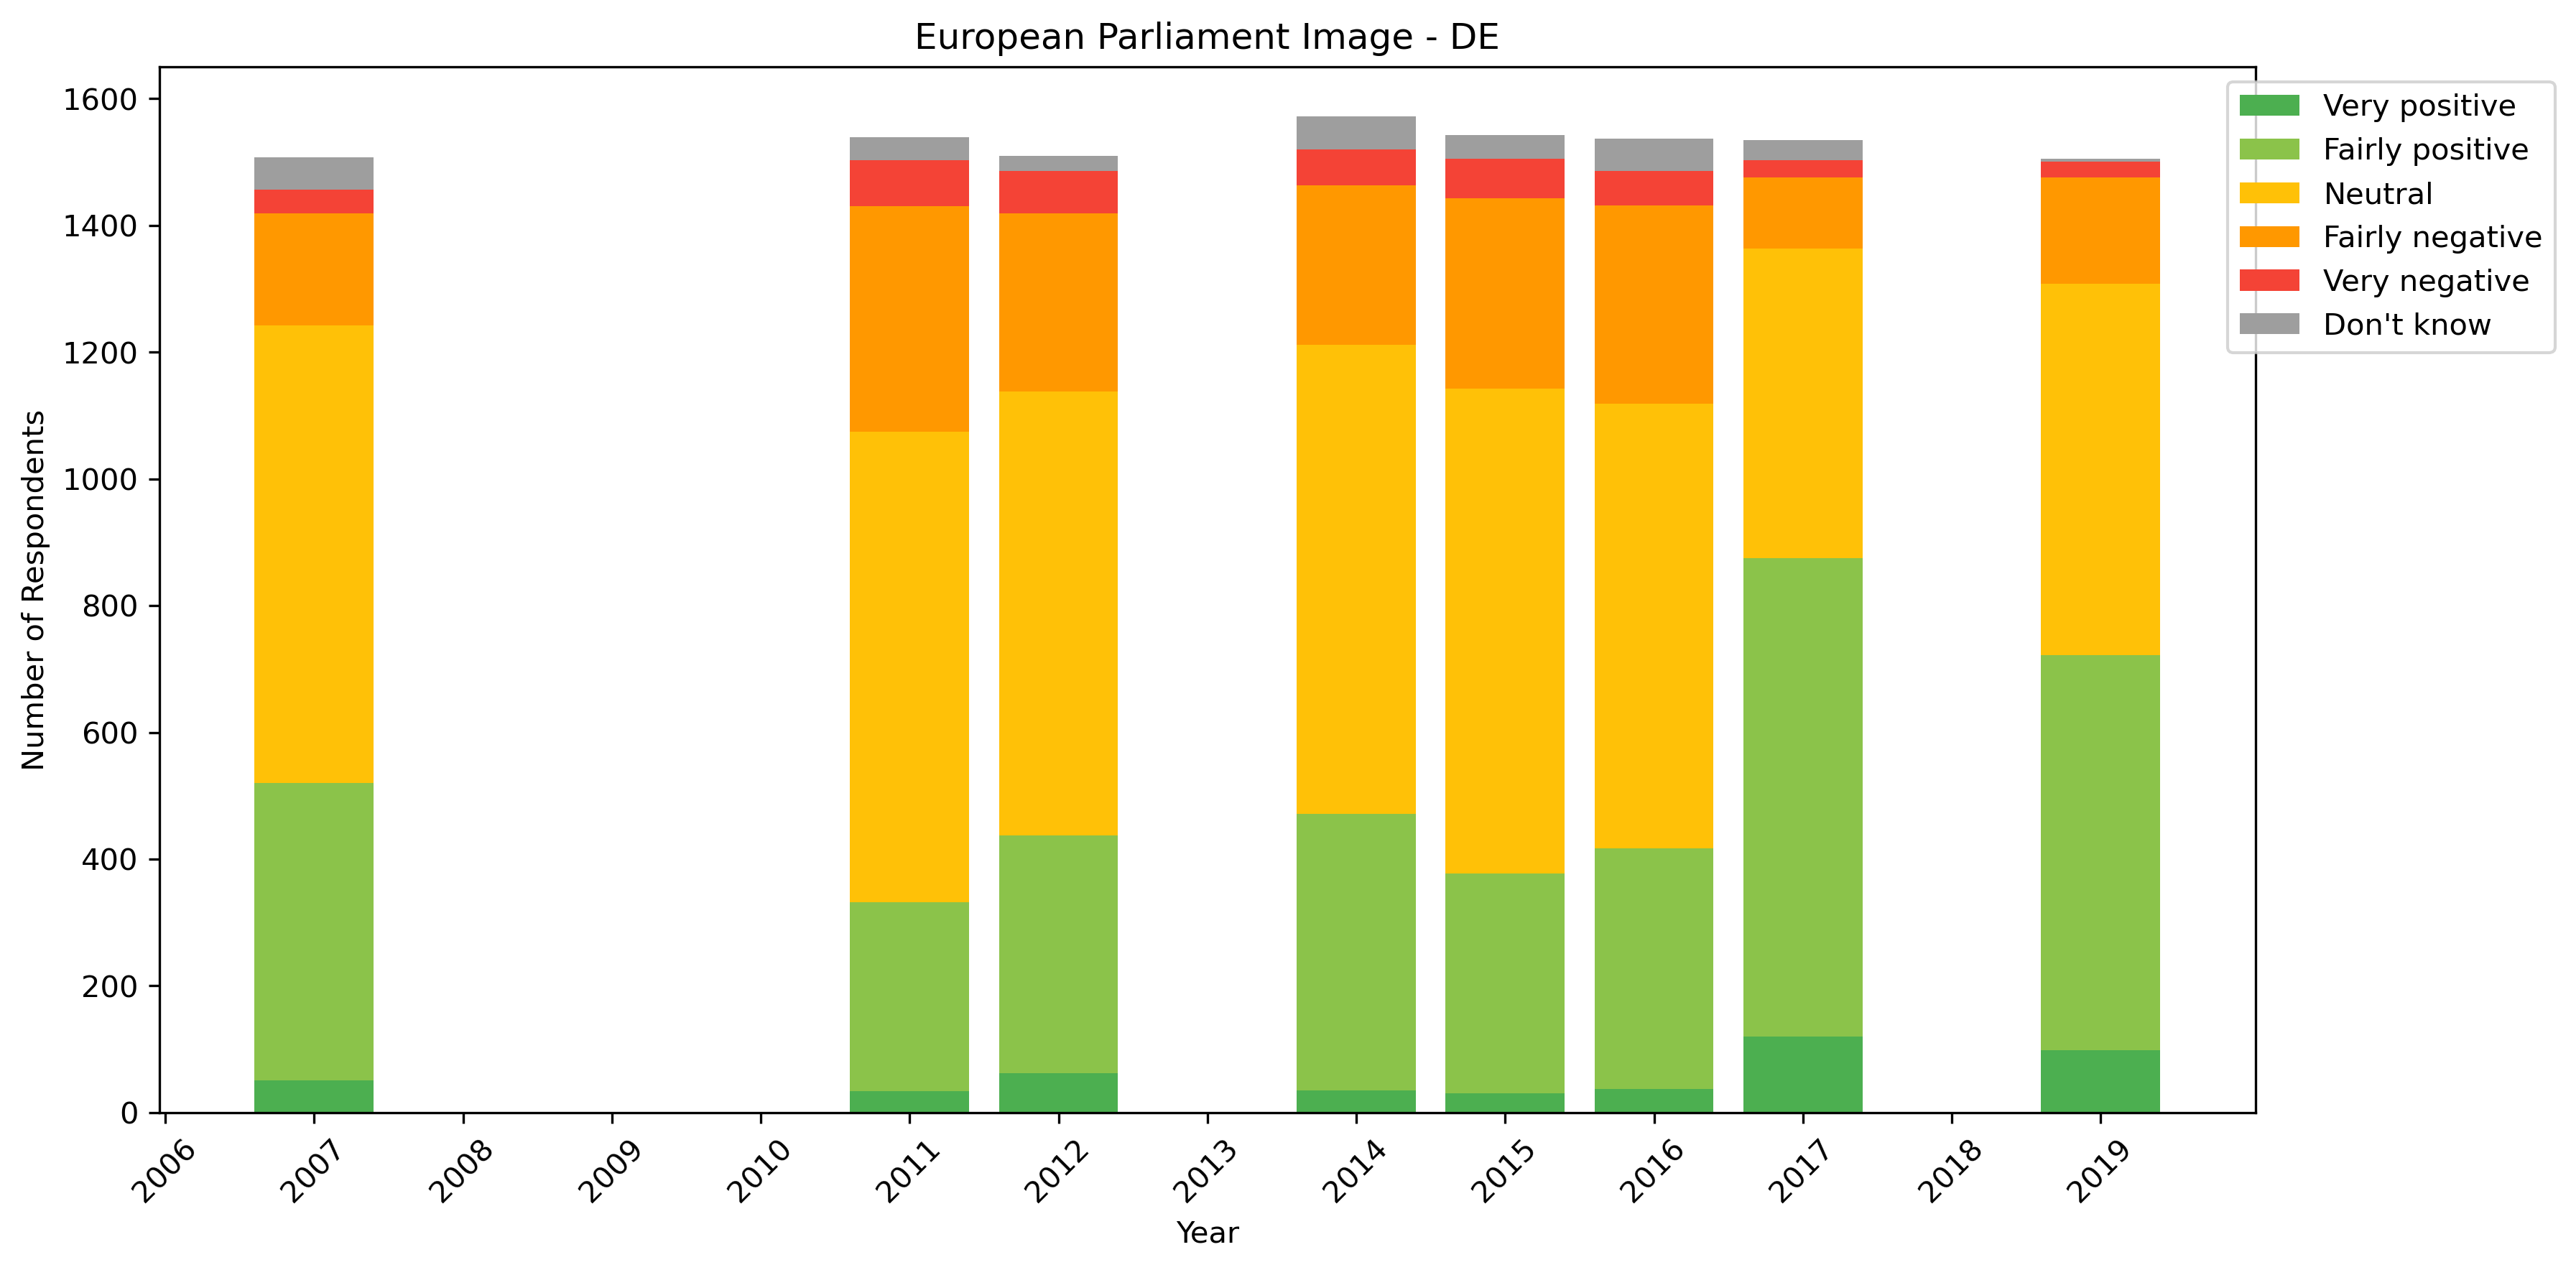 European Parliament Image - DE
Number of Respondents
1600
1400
1200
1000
800
600
400
200
0
Very positive
Fairly positive
Neutral
Fairly negative
Very negative
Don't know
2006 2007 2008 2009 2010 2011 2012 2013 2014 2015 2016 2017 2018 2019
Year